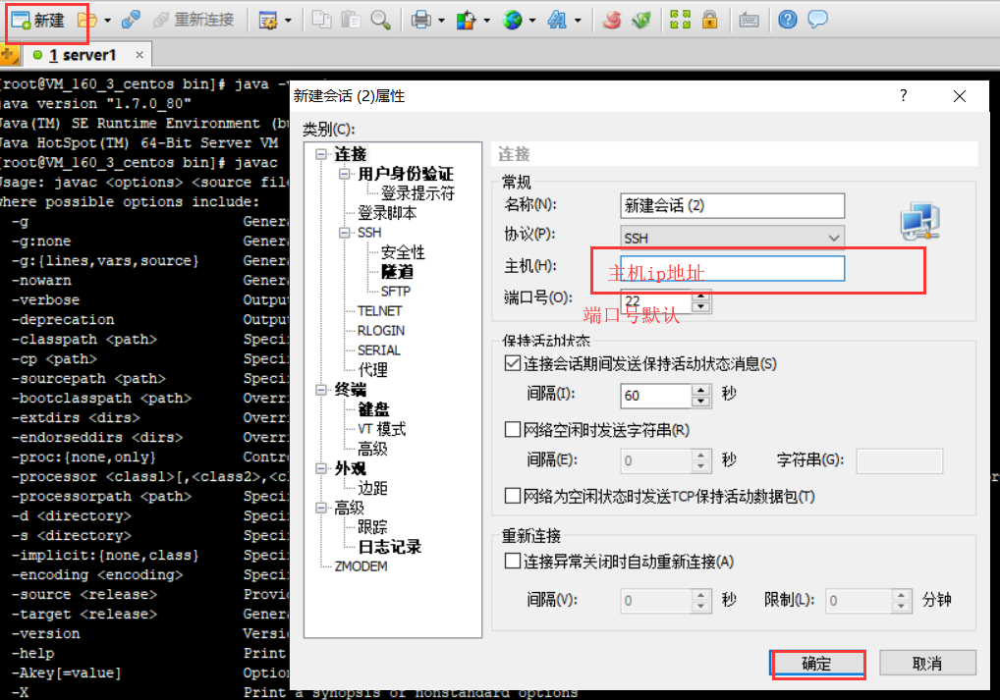 新建 重新连接
1 server1 ×
[root@VM_160_3_centos bin]# java -v
java version "1.7.0_80"
Java(TM) SE Runtime Environment (bu
Java HotSpot(TM) 64-Bit Server VM
[root@VM_160_3_centos bin]# javac
Usage: javac <options> <source file
where possible options include:
-g Genera
-g:none Genera
-g:{lines,vars,source} Genera
-nowarn Genera
-verbose Output
-deprecation Output
-classpath <path> Speci
-cp <path> Speci
-sourcepath <path> Speci
-bootclasspath <path> Overri
-extdirs <dirs> Overri
-endorseddirs <dirs> Overri
-proc:{none,only} Contro
-processor <class1>[,<class2>,<cl
-processorpath <path> Speci
-d <directory> Speci
-s <directory> Speci
-implicit:{none,class} Speci
-encoding <encoding> Speci
-source <release> Provid
-target <release> Genera
-version Versi
-help Print
-Akey[=value] Option
-X Print a synopsis of nonstandard options
新建会话 (2)属性
类别(C):
连接
用户身份验证
登录提示符
登录脚本
SSH
安全性
隧道
SFTP
TELNET
RLOGIN
SERIAL
代理
终端
键盘
VT 模式
高级
外观
边距
高级
跟踪
日志记录
ZMODEM
连接
常规
名称(N): 新建会话 (2)
协议(P): SSH
主机(H): 主机ip地址
端口号(O): 22
端口号默认
保持活动状态
连接会话期间发送保持活动状态消息(S)
间隔(I): 60 秒
网络空闲时发送字符串(R)
间隔(E): 0 秒 字符串(G):
网络为空闲状态时发送TCP保持活动数据包(T)
重新连接
连接异常关闭时自动重新连接(A)
间隔(V): 0 秒 限制(L): 0 分钟
确定 取消